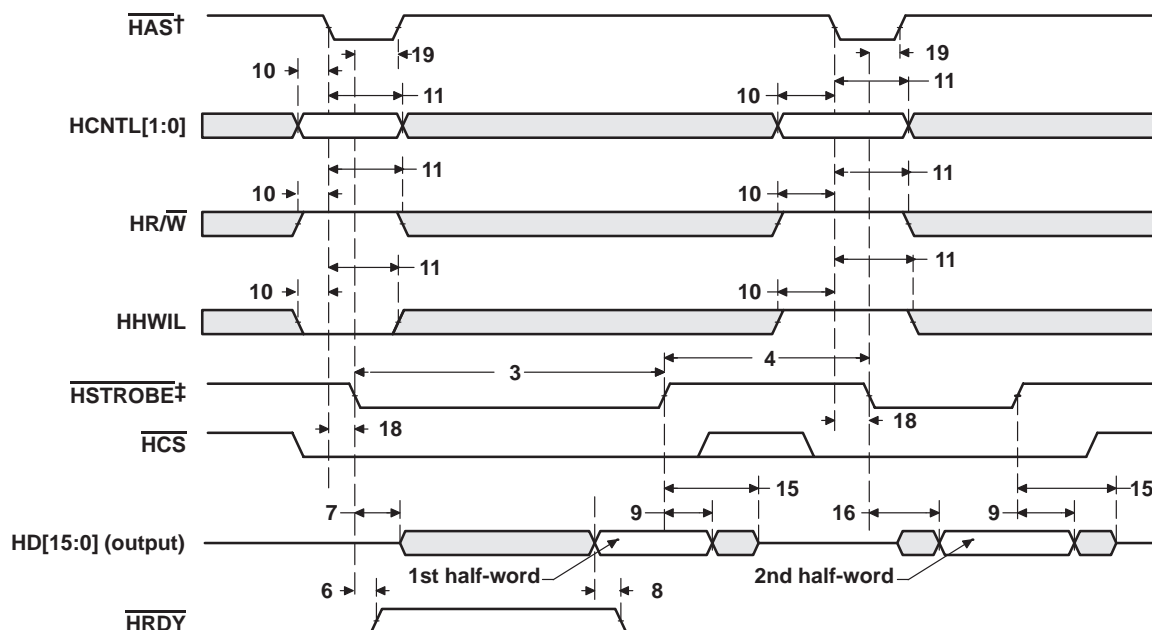 HAS†
19
19
10
11
10
11
HCNTL[1:0]
11
11
10
10
HR/W
11
11
10
10
HHWIL
3
4
HSTROBE‡
18
18
HCS
15
15
7
9
16
9
HD[15:0] (output)
1st half-word
2nd half-word
6
8
HRDY